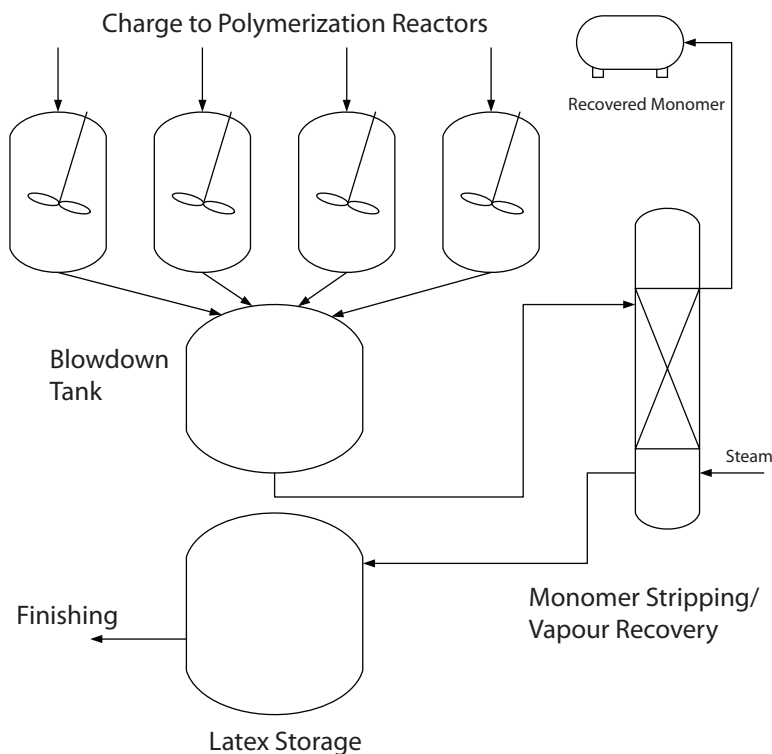 Charge to Polymerization Reactors
Recovered Monomer
Blowdown
Tank
Steam
Monomer Stripping/
Vapour Recovery
Finishing
Latex Storage